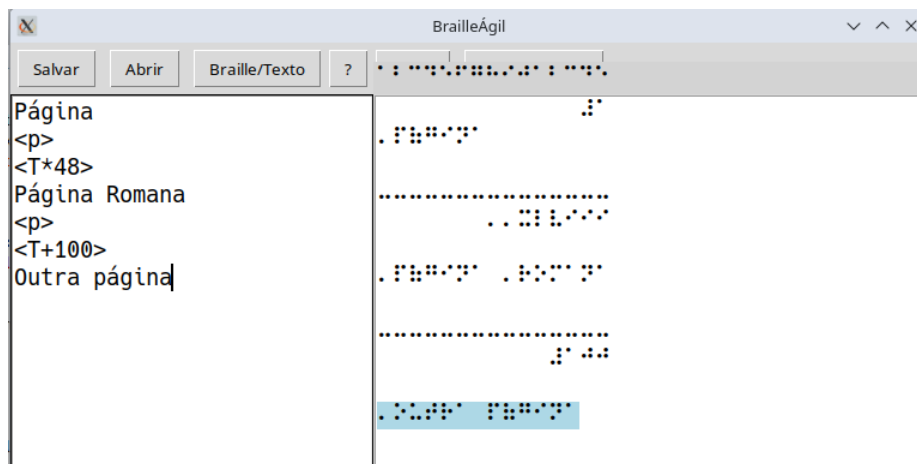 BrailleÁgil
Salvar Abrir Braille/Texto ?
Página
<p>
<T*48>
Página Romana
<p>
<T+100>
Outra página
⠁⠃⠉⠙⠑⠋⠛⠓⠊⠚⠁⠃⠉⠙⠑
⠼⠁
⠠⠏⠷⠛⠊⠝⠁
⠤⠤⠤⠤⠤⠤⠤⠤⠤⠤⠤⠤⠤⠤⠤
⠠⠠⠭⠇⠧⠊⠊⠊
⠠⠏⠷⠛⠊⠝⠁ ⠠⠗⠕⠍⠁⠝⠁
⠤⠤⠤⠤⠤⠤⠤⠤⠤⠤⠤⠤⠤⠤⠤
⠼⠁⠚⠚
⠠⠕⠥⠞⠗⠁ ⠏⠷⠛⠊⠝⠁